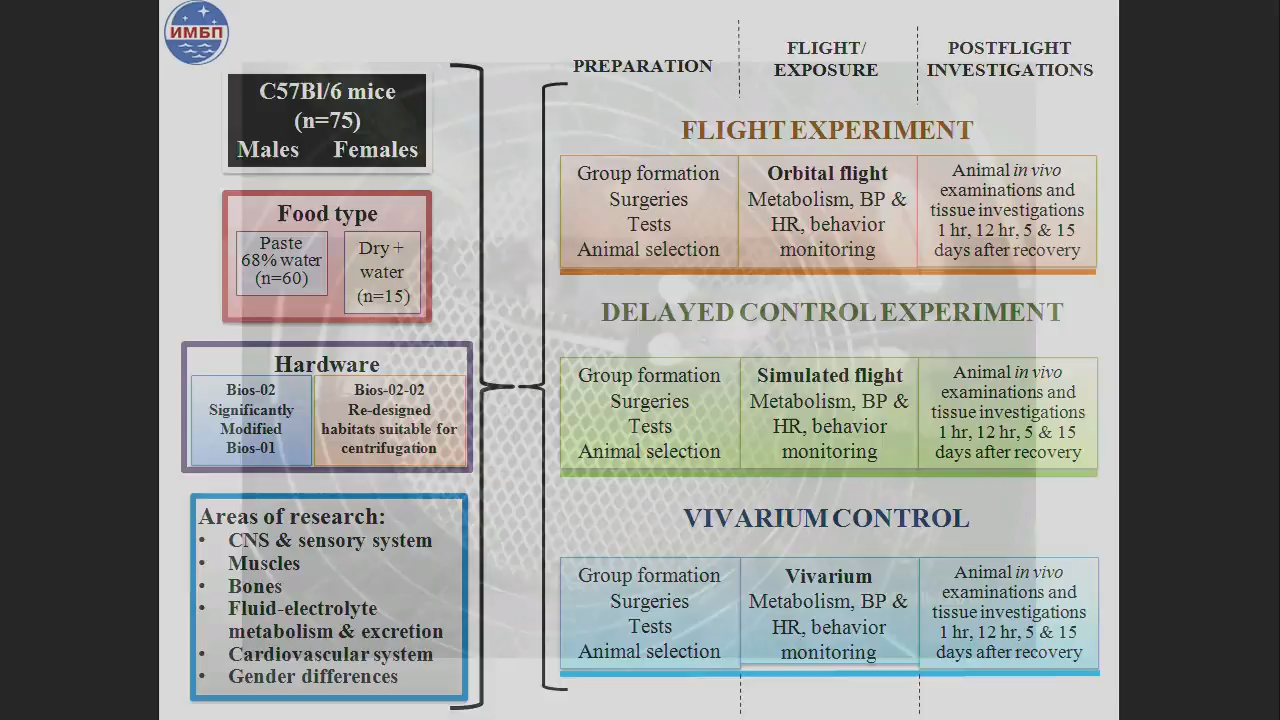 ИМБП
C57Bl/6 mice
(n=75)
Males Females
Food type
Paste
68% water
(n=60)
Dry +
water
(n=15)
Hardware
Bios-02
Significantly
Modified
Bios-01
Bios-02-02
Re-designed
habitats suitable for
centrifugation
Areas of research:
• CNS & sensory system
• Muscles
• Bones
• Fluid-electrolyte
metabolism & excretion
• Cardiovascular system
• Gender differences
PREPARATION
FLIGHT/
EXPOSURE
POSTFLIGHT
INVESTIGATIONS
FLIGHT EXPERIMENT
Group formation
Surgeries
Tests
Animal selection
Orbital flight
Metabolism, BP &
HR, behavior
monitoring
Animal in vivo
examinations and
tissue investigations
1 hr, 12 hr, 5 & 15
days after recovery
DELAYED CONTROL EXPERIMENT
Group formation
Surgeries
Tests
Animal selection
Simulated flight
Metabolism, BP &
HR, behavior
monitoring
Animal in vivo
examinations and
tissue investigations
1 hr, 12 hr, 5 & 15
days after recovery
VIVARIUM CONTROL
Group formation
Surgeries
Tests
Animal selection
Vivarium
Metabolism, BP &
HR, behavior
monitoring
Animal in vivo
examinations and
tissue investigations
1 hr, 12 hr, 5 & 15
days after recovery